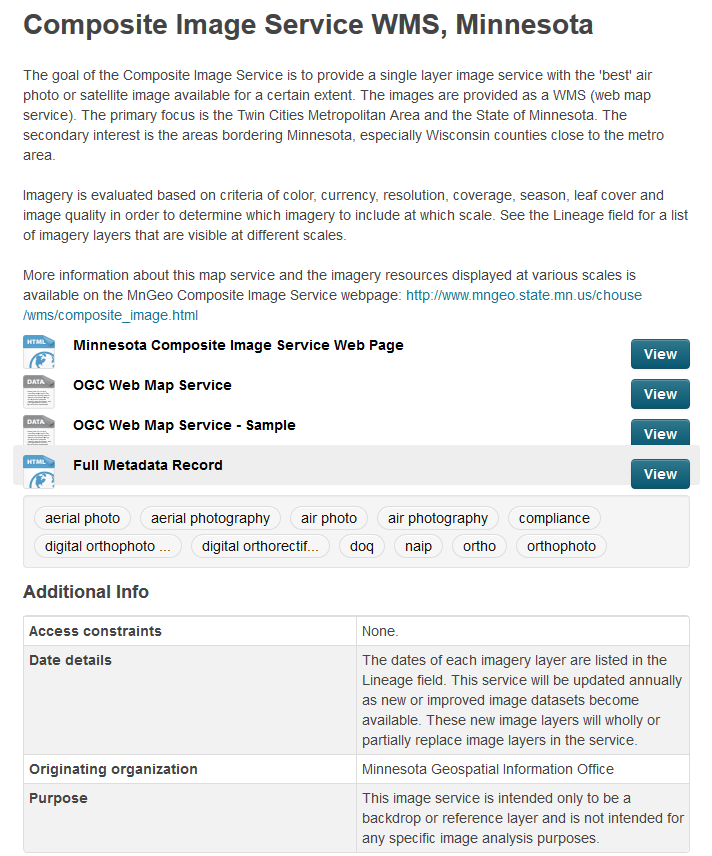 Composite Image Service WMS, Minnesota
The goal of the Composite Image Service is to provide a single layer image service with the 'best' air
photo or satellite image available for a certain extent. The images are provided as a WMS (web map
service). The primary focus is the Twin Cities Metropolitan Area and the State of Minnesota. The
secondary interest is the areas bordering Minnesota, especially Wisconsin counties close to the metro
area.
Imagery is evaluated based on criteria of color, currency, resolution, coverage, season, leaf cover and
image quality in order to determine which imagery to include at which scale. See the Lineage field for a list
of imagery layers that are visible at different scales.
More information about this map service and the imagery resources displayed at various scales is
available on the MnGeo Composite Image Service webpage: http://www.mngeo.state.mn.us/chouse
/wms/composite_image.html
HTML Minnesota Composite Image Service Web Page View
DATA OGC Web Map Service View
DATA OGC Web Map Service - Sample View
HTML Full Metadata Record View
aerial photo aerial photography air photo air photography compliance
digital orthophoto ... digital orthorectif... doq naip ortho orthophoto
Additional Info
Access constraints None.
Date details The dates of each imagery layer are listed in the
Lineage field. This service will be updated annually
as new or improved image datasets become
available. These new image layers will wholly or
partially replace image layers in the service.
Originating organization Minnesota Geospatial Information Office
Purpose This image service is intended only to be a
backdrop or reference layer and is not intended for
any specific image analysis purposes.